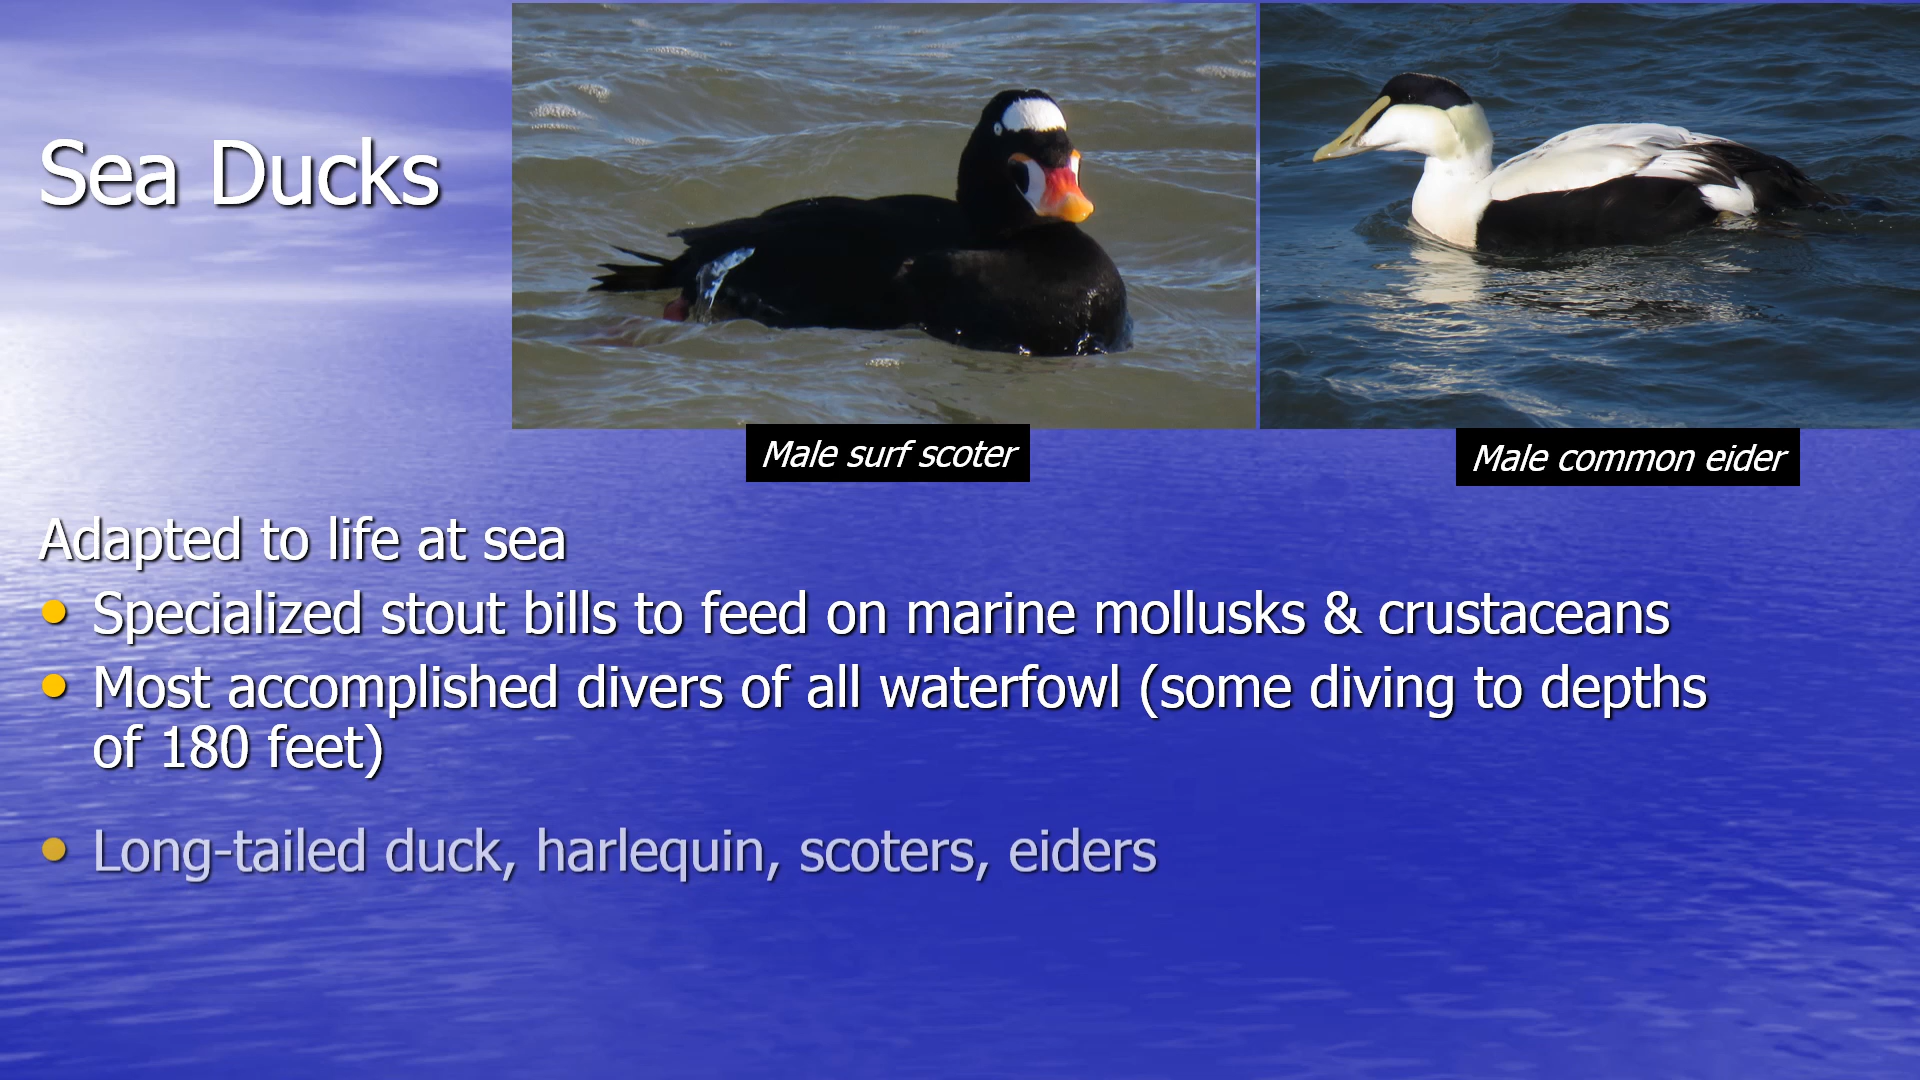 Sea Ducks
Male surf scoter
Male common eider
Adapted to life at sea
• Specialized stout bills to feed on marine mollusks & crustaceans
• Most accomplished divers of all waterfowl (some diving to depths
of 180 feet)
• Long-tailed duck, harlequin, scoters, eiders